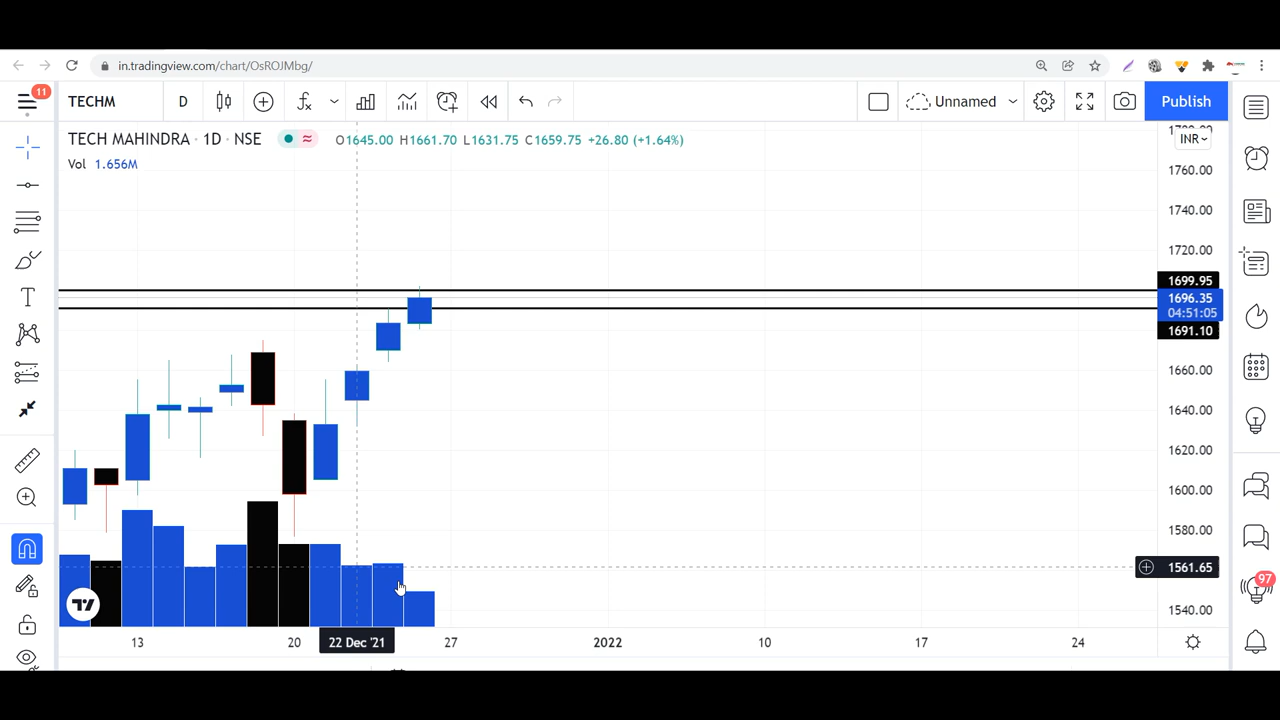 in.tradingview.com/chart/OsROJMbg/
11
TECHM
D
Unnamed
Publish
TECH MAHINDRA · 1D · NSE
O1645.00 H1661.70 L1631.75 C1659.75 +26.80 (+1.64%)
INR
Vol 1.656M
1760.00
1740.00
1720.00
1699.95
1696.35
04:51:05
1691.10
1660.00
1640.00
1620.00
1600.00
1580.00
1561.65
97
1540.00
13
20
22 Dec '21
27
2022
10
17
24